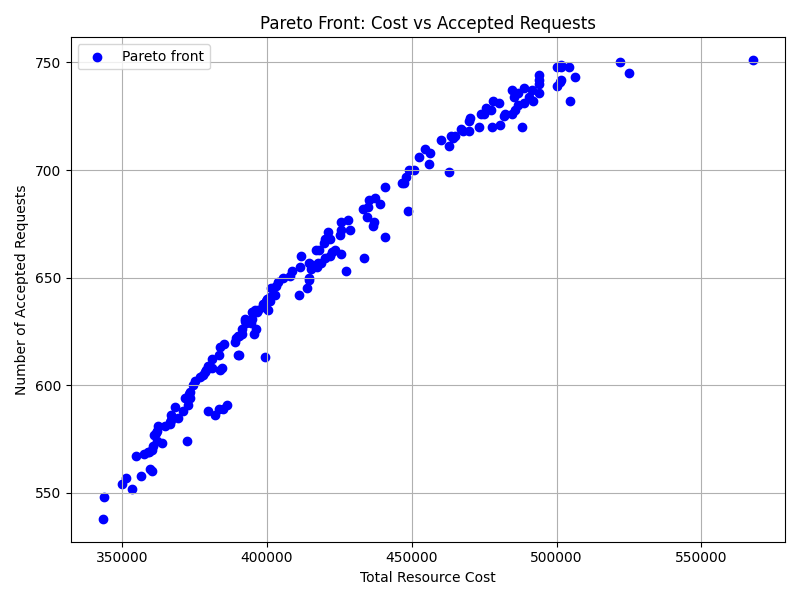 Pareto Front: Cost vs Accepted Requests
Pareto front
Number of Accepted Requests
750
700
650
600
550
350000 400000 450000 500000 550000
Total Resource Cost